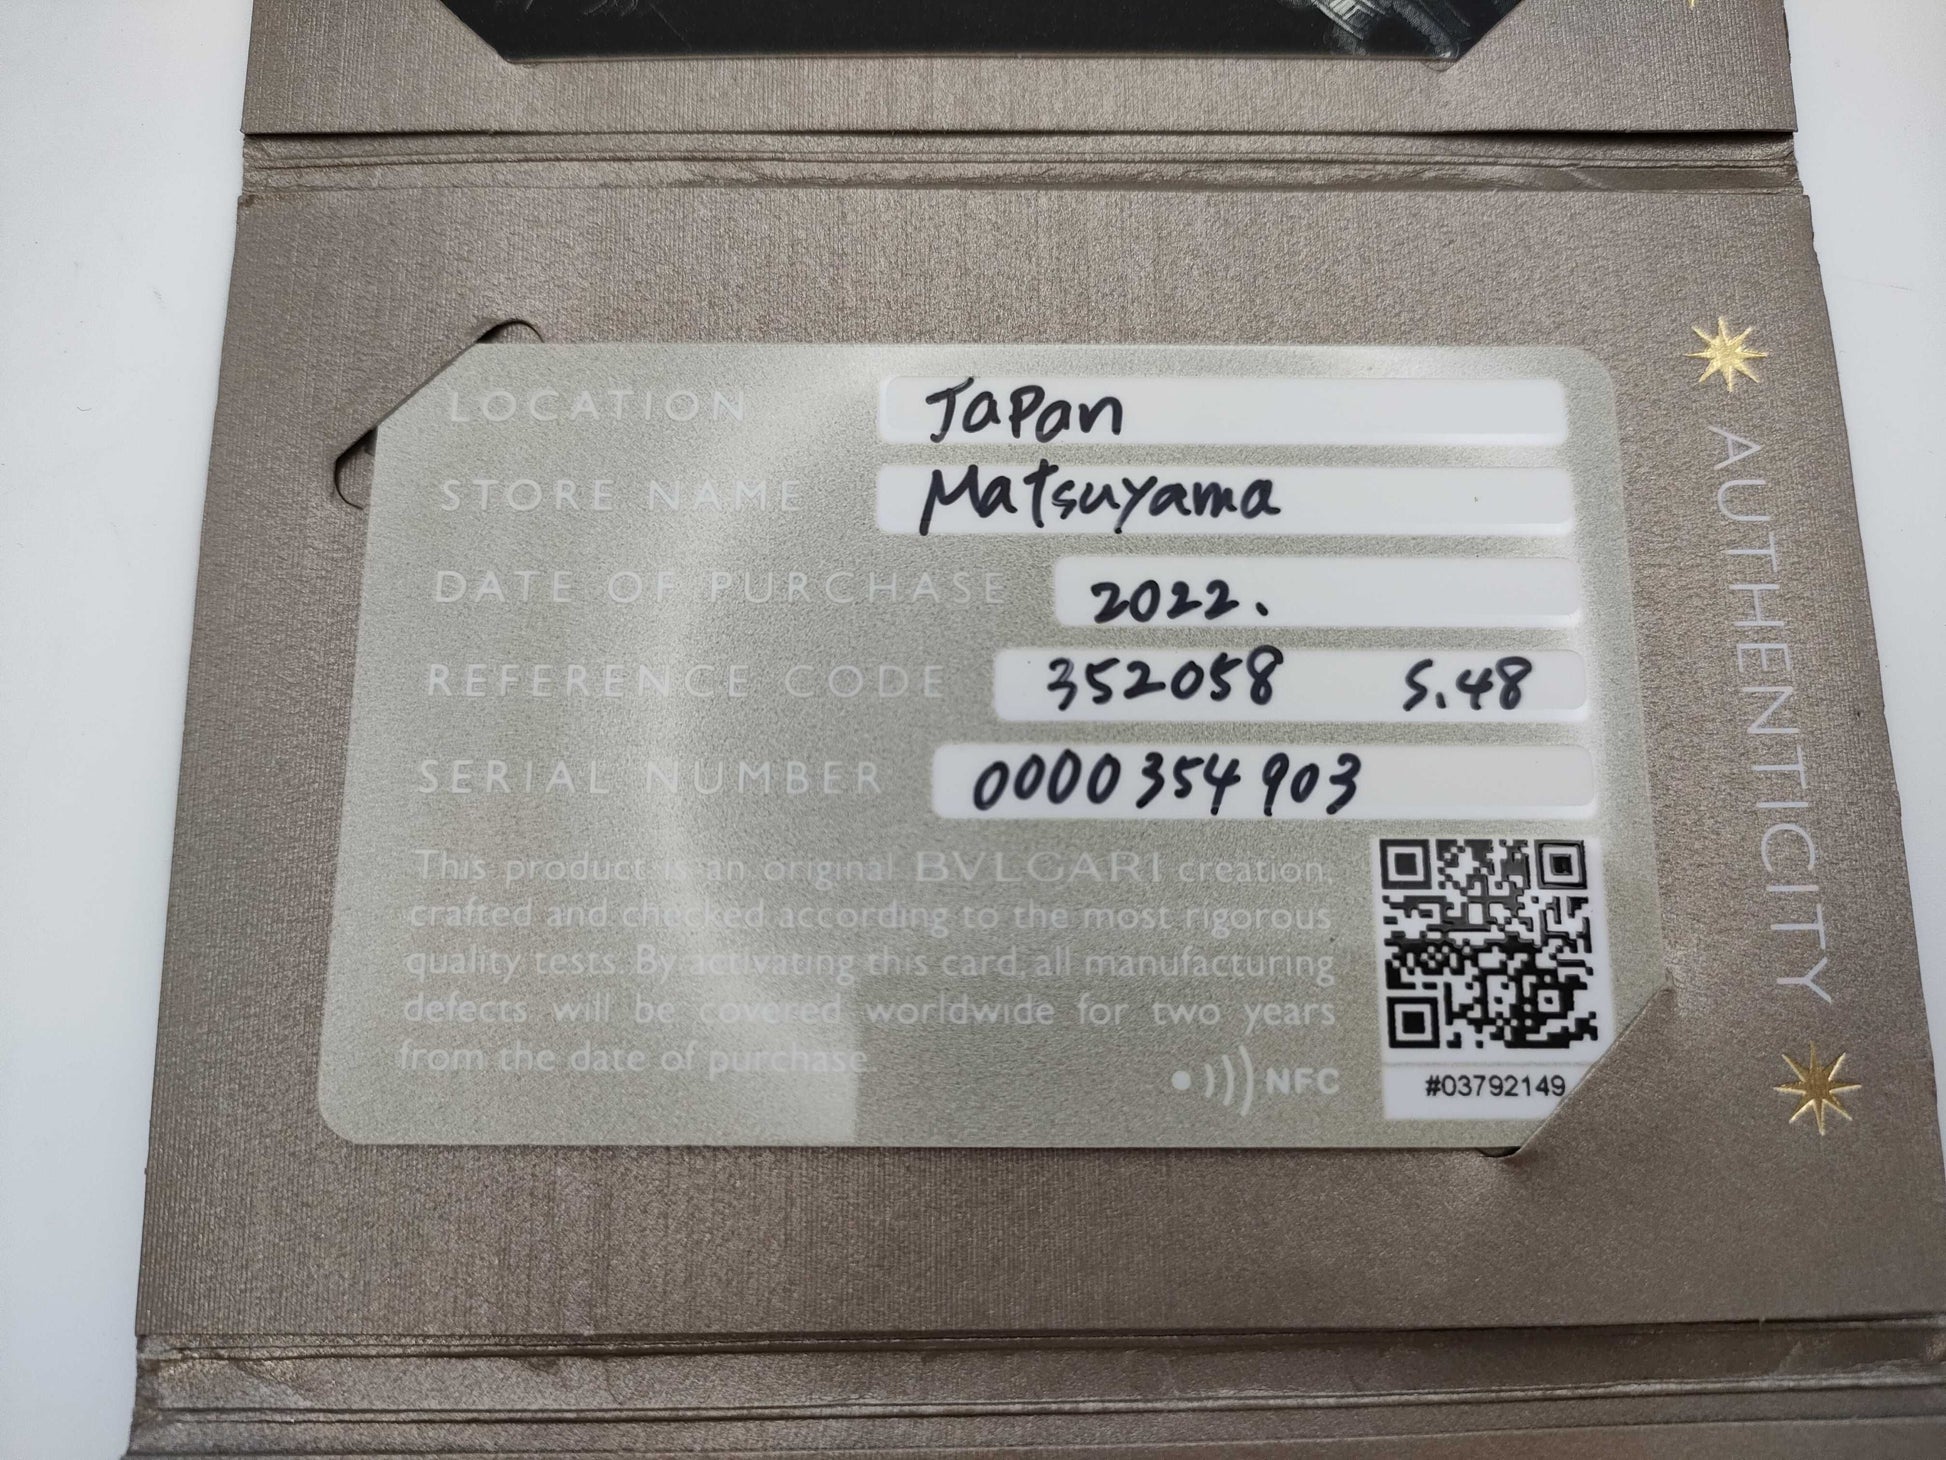 LOCATION Japan
STORE NAME Matsuyama
DATE OF PURCHASE 2022.
REFERENCE CODE 352058 S.48
SERIAL NUMBER 0000354903
This product is an original BVLGARI creation,
crafted and checked according to the most rigorous
quality tests. By activating this card, all manufacturing
defects will be covered worldwide for two years
from the date of purchase.
NFC
#03792149
AUTHENTICITY